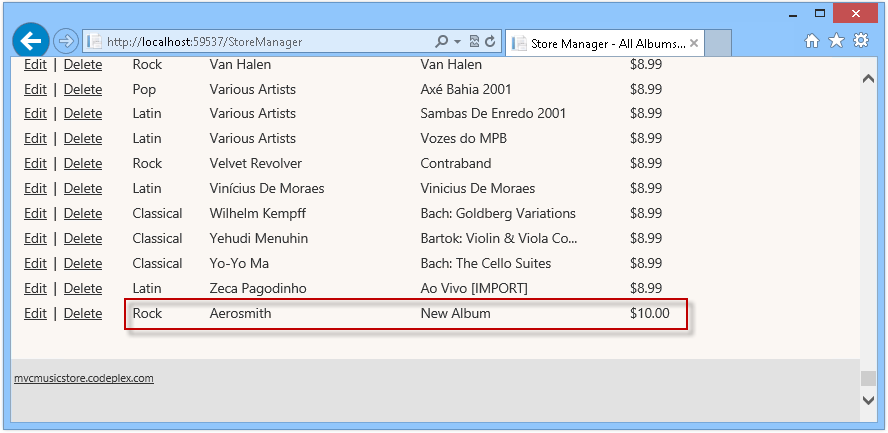 http://localhost:59537/StoreManager
Store Manager - All Albums...
Edit | Delete Rock Van Halen Van Halen $8.99
Edit | Delete Pop Various Artists Axé Bahia 2001 $8.99
Edit | Delete Latin Various Artists Sambas De Enredo 2001 $8.99
Edit | Delete Latin Various Artists Vozes do MPB $8.99
Edit | Delete Rock Velvet Revolver Contraband $8.99
Edit | Delete Latin Vinícius De Moraes Vinicius De Moraes $8.99
Edit | Delete Classical Wilhelm Kempff Bach: Goldberg Variations $8.99
Edit | Delete Classical Yehudi Menuhin Bartok: Violin & Viola Co... $8.99
Edit | Delete Classical Yo-Yo Ma Bach: The Cello Suites $8.99
Edit | Delete Latin Zeca Pagodinho Ao Vivo [IMPORT] $8.99
Edit | Delete Rock Aerosmith New Album $10.00
mvcmusicstore.codeplex.com